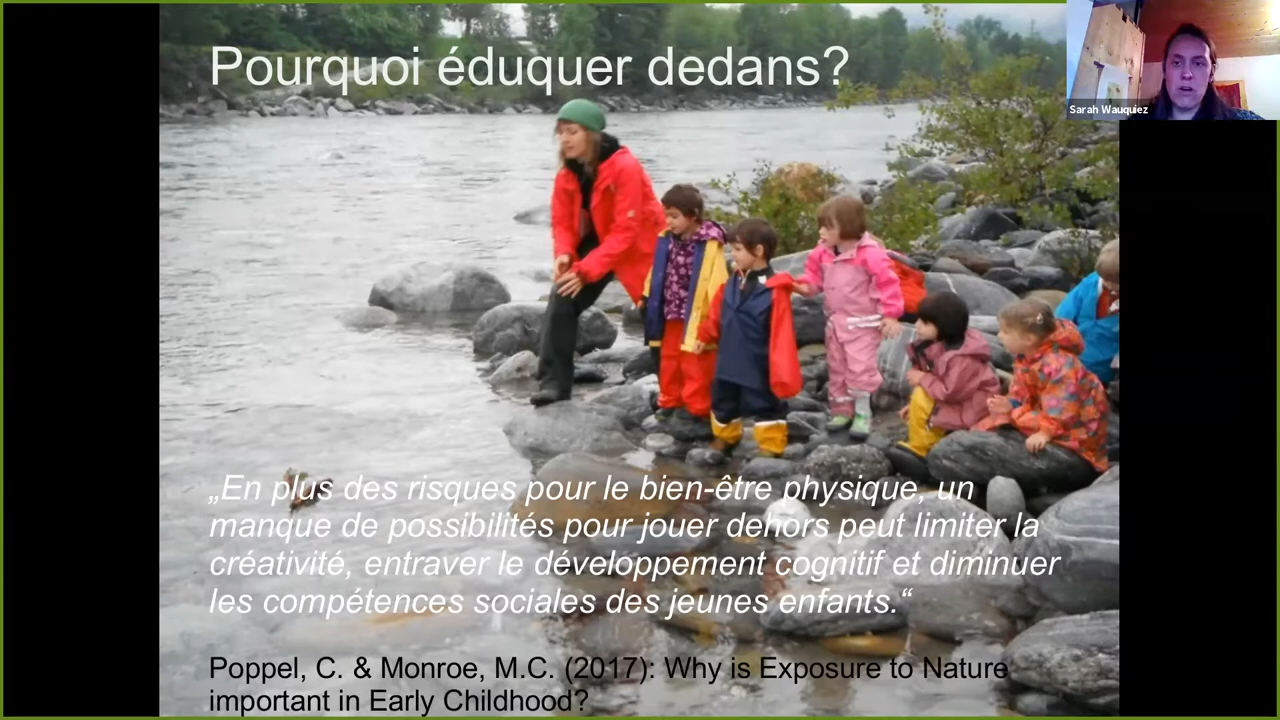 Pourquoi éduquer dedans?
Sarah Wauquiez
„En plus des risques pour le bien-être physique, un
manque de possibilités pour jouer dehors peut limiter la
créativité, entraver le développement cognitif et diminuer
les compétences sociales des jeunes enfants.“
Poppel, C. & Monroe, M.C. (2017): Why is Exposure to Nature
important in Early Childhood?